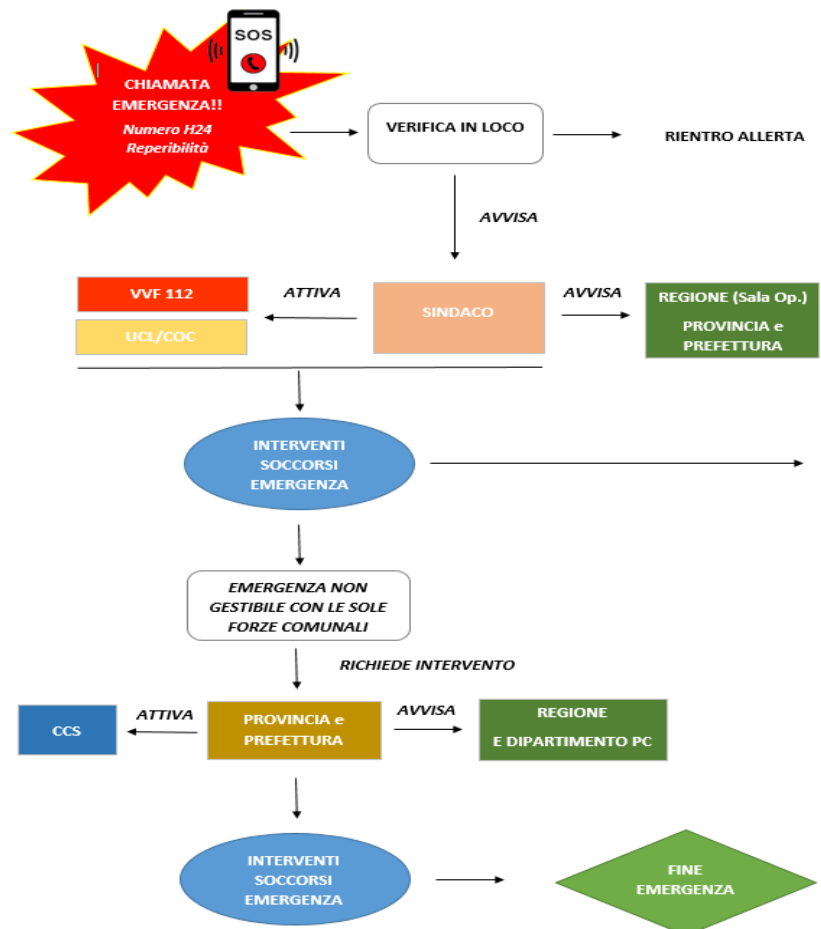 SOS
CHIAMATA
EMERGENZA!!
Numero H24
Reperibilità
VERIFICA IN LOCO
RIENTRO ALLERTA
AVVISA
VVF 112
UCL/COC
ATTIVA
SINDACO
AVVISA
REGIONE (Sala Op.)
PROVINCIA e
PREFETTURA
INTERVENTI
SOCCORSI
EMERGENZA
EMERGENZA NON
GESTIBILE CON LE SOLE
FORZE COMUNALI
RICHIEDE INTERVENTO
CCS
ATTIVA
PROVINCIA e
PREFETTURA
AVVISA
REGIONE
E DIPARTIMENTO PC
INTERVENTI
SOCCORSI
EMERGENZA
FINE
EMERGENZA